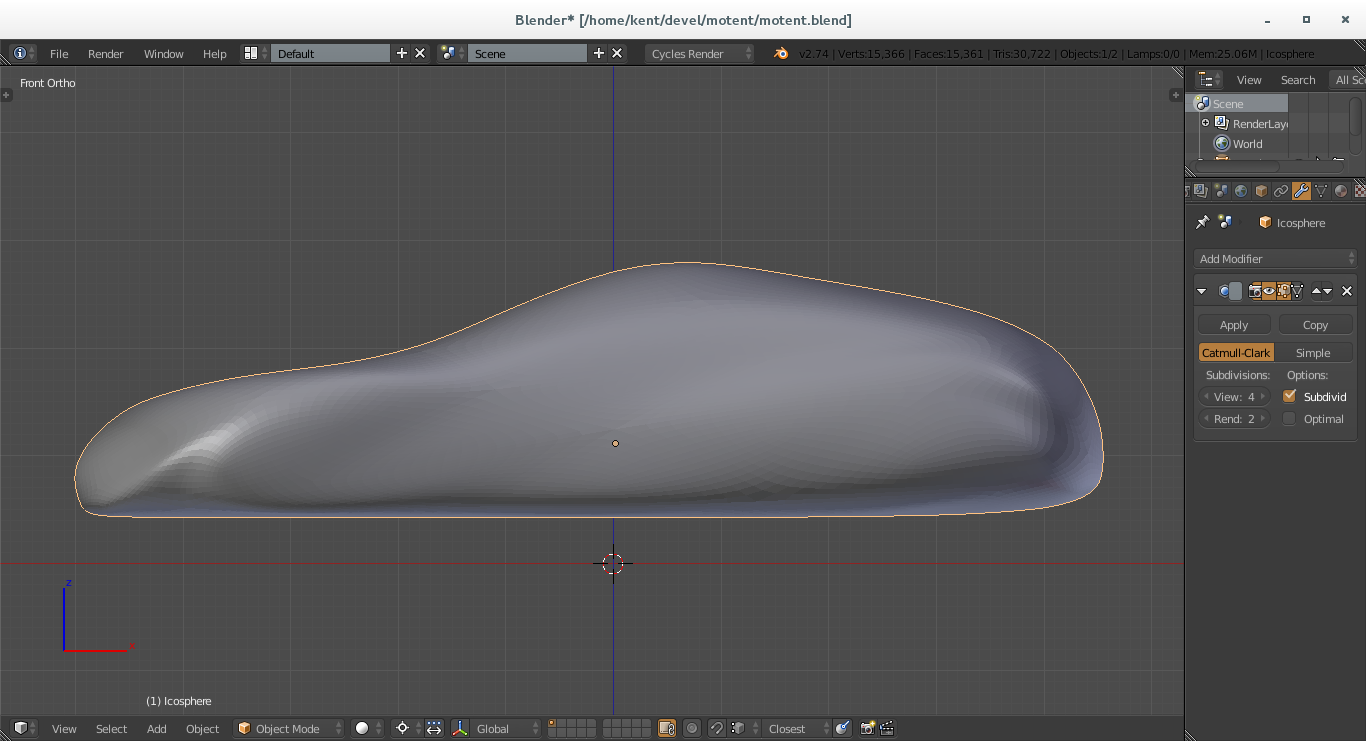 Blender* [/home/kent/devel/motent/motent.blend]
File Render Window Help Default Scene Cycles Render v2.74 | Verts:15,366 | Faces:15,361 | Tris:30,722 | Objects:1/2 | Lamps:0/0 | Mem:25.06M | Icosphere
Front Ortho
View Search All Sc
Scene
RenderLay
World
Icosphere
Add Modifier
Apply Copy
Catmull-Clark Simple
Subdivisions: Options:
View: 4 Subdivid
Rend: 2 Optimal
z
x
(1) Icosphere
View Select Add Object Object Mode Global Closest